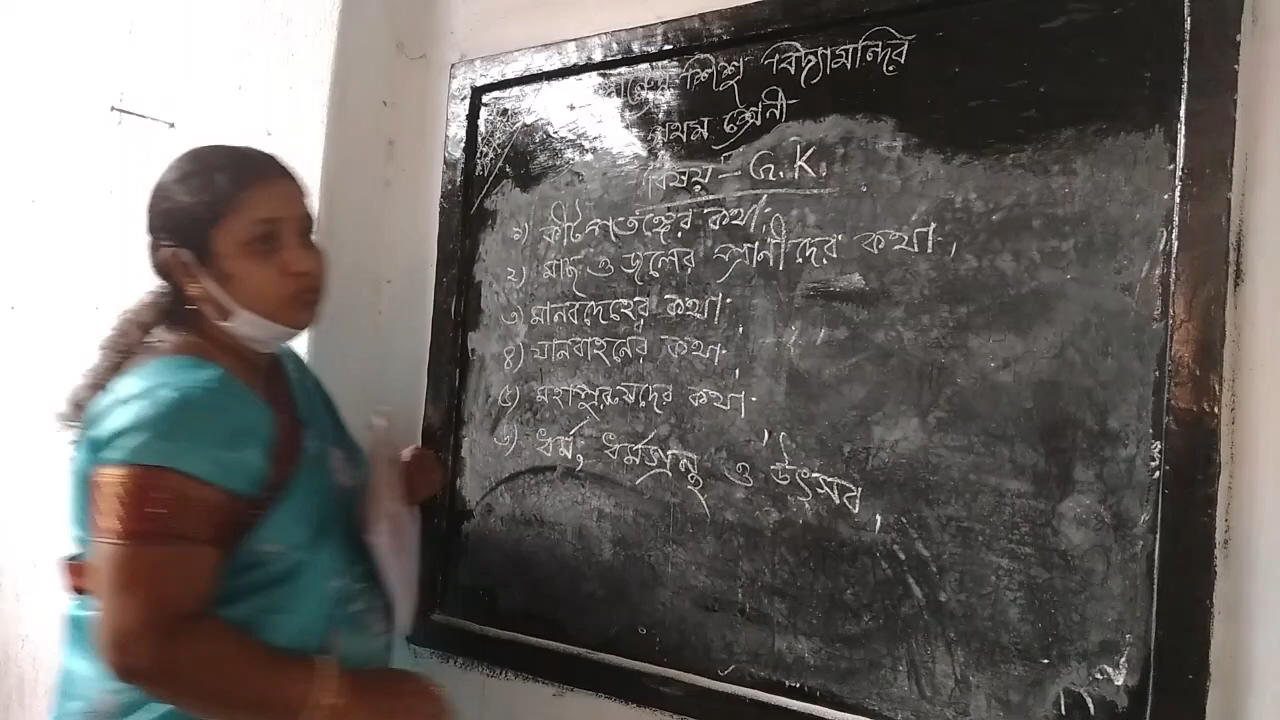 শিশু বিদ্যামন্দির
প্রথম শ্রেনী
বিষয় - G.K.
১) কীটপতঙ্গের কথা,
২) মাছ ও জলের প্রানীদের কথা,
৩) মানবদেহের কথা,
৪) যানবাহনের কথা,
৫) মহাপুরুষদের কথা,
৬) ধর্ম, ধর্মগ্রন্থ ও উৎসব,